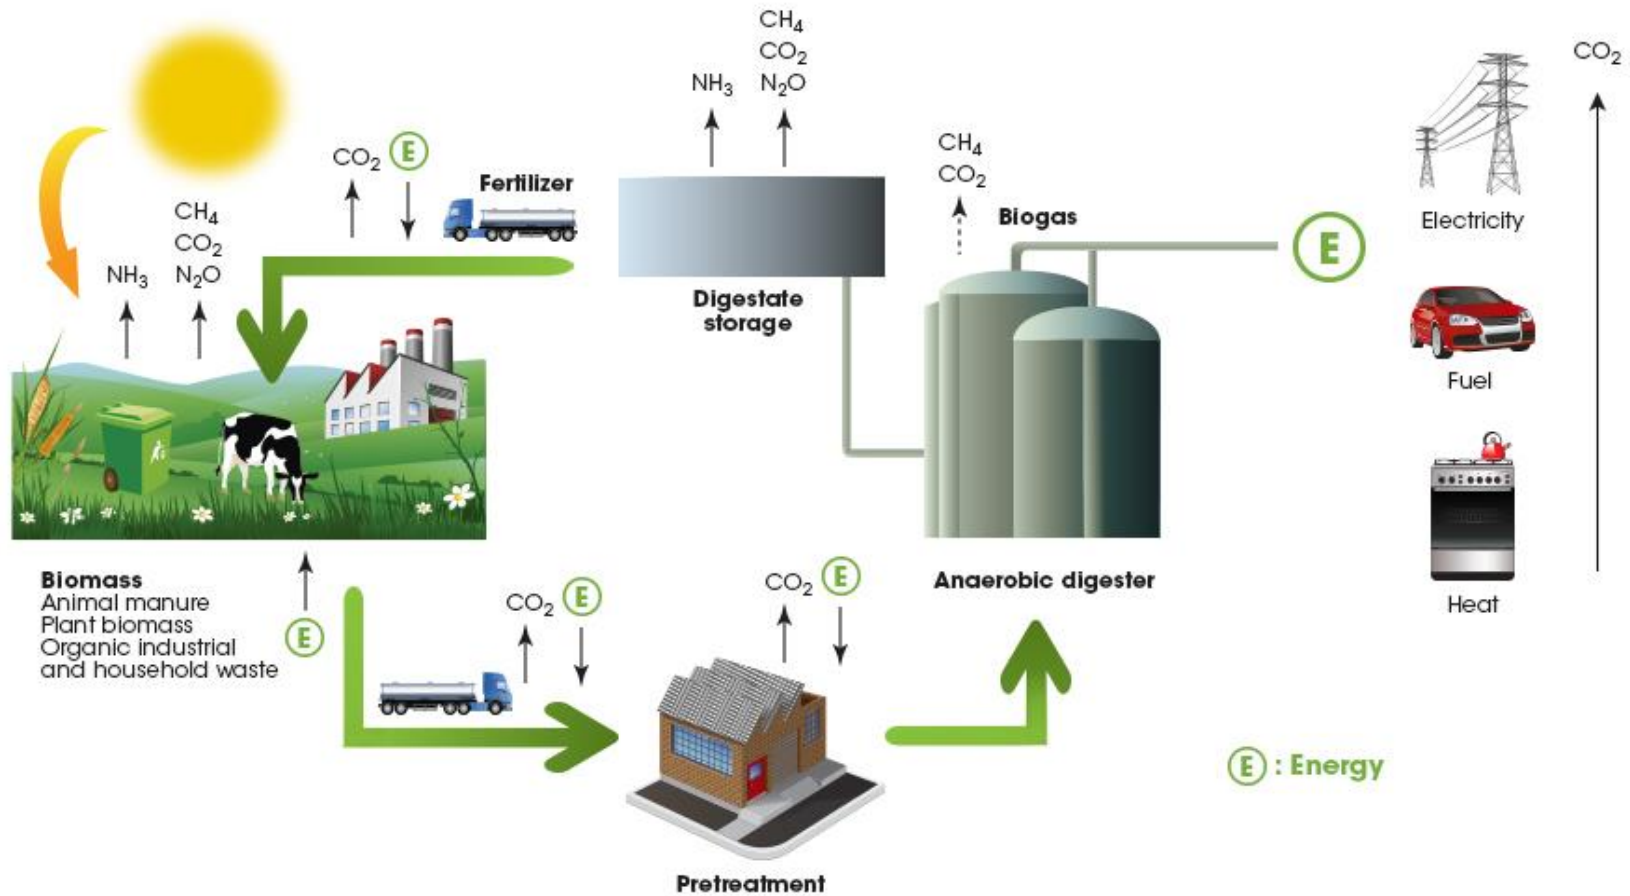 CH₄
CO₂
N₂O
NH₃
CO₂
CO₂ E
Fertilizer
CH₄
CO₂
Biogas
Electricity
E
CH₄
CO₂
N₂O
NH₃
Digestate
storage
Fuel
Biomass
Animal manure
Plant biomass
Organic industrial
and household waste
E
CO₂ E
CO₂ E
Anaerobic digester
Heat
E : Energy
Pretreatment